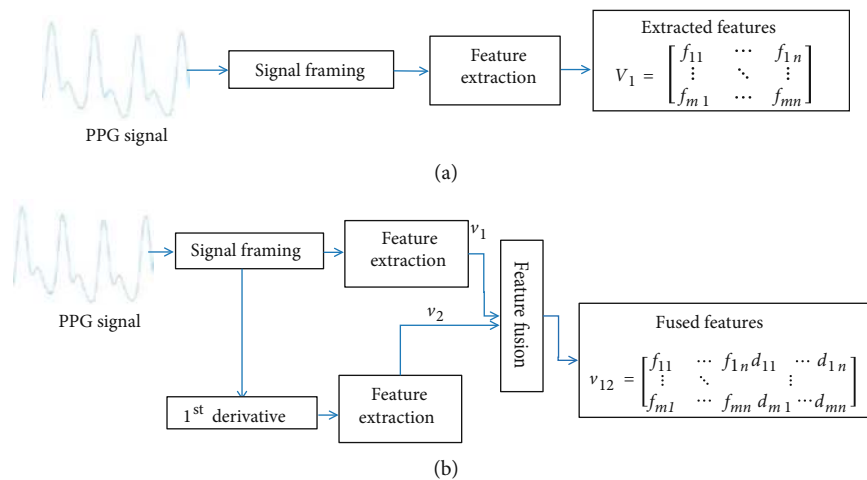 PPG signal
Signal framing
Feature
extraction
Extracted features
V1 =
f11 ⋯ f1n
⋮ ⋱ ⋮
fm1 ⋯ fmn
(a)
PPG signal
Signal framing
Feature
extraction
v1
v2
1st derivative
Feature
extraction
Feature fusion
Fused features
v12 =
f11 ⋯ f1n d11 ⋯ d1n
⋮ ⋱ ⋮
fm1 ⋯ fmn dm1 ⋯ dmn
(b)